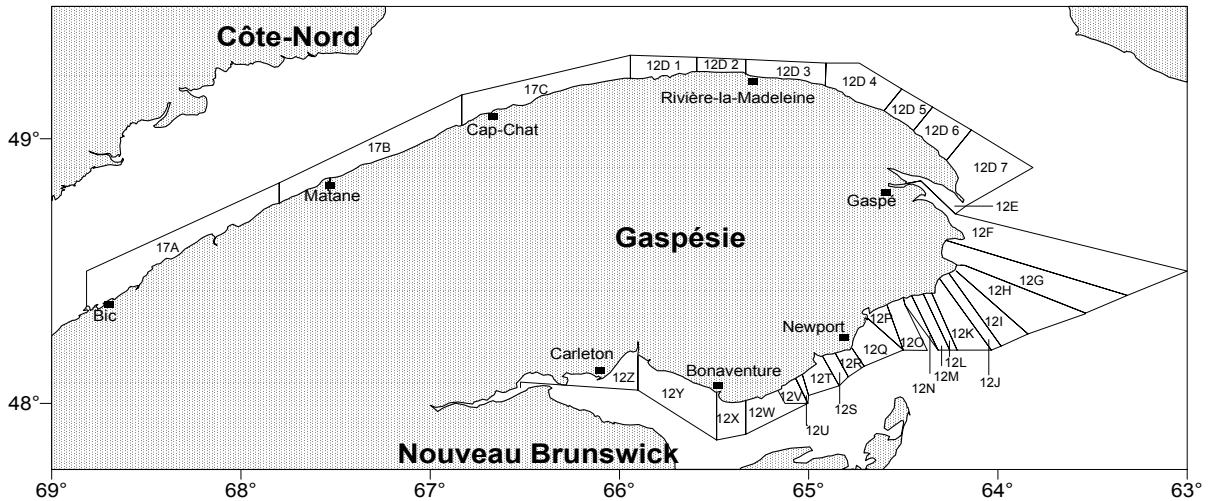 Côte-Nord
12D 1
12D 2
12D 3
12D 4
17C
Rivière-la-Madeleine
12D 5
Cap-Chat
12D 6
49°
17B
12D 7
Matane
Gaspé
12E
12F
Gaspésie
17A
12G
12H
Bic
12I
12P
Newport
12K
12O
12Q
12L
Carleton
12R
12M
12J
12Z
Bonaventure
12T
12N
12Y
12V
12S
48°
12X
12W
12U
Nouveau Brunswick
69°
68°
67°
66°
65°
64°
63°